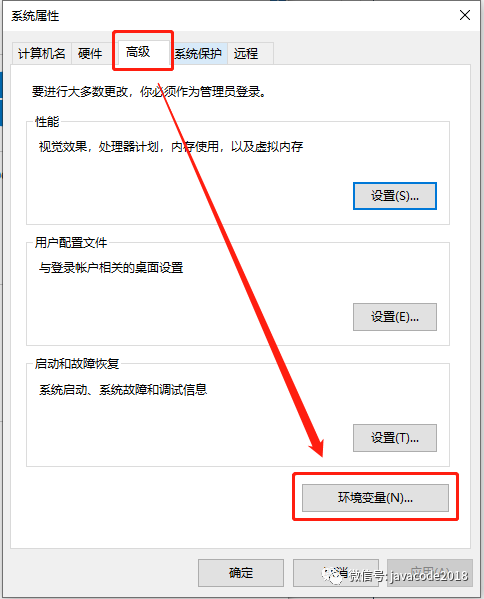 系统属性
计算机名 硬件 高级 系统保护 远程
要进行大多数更改，你必须作为管理员登录。
性能
视觉效果，处理器计划，内存使用，以及虚拟内存
设置(S)...
用户配置文件
与登录帐户相关的桌面设置
设置(E)...
启动和故障恢复
系统启动、系统故障和调试信息
设置(T)...
环境变量(N)...
确定
微信号: javacode2018